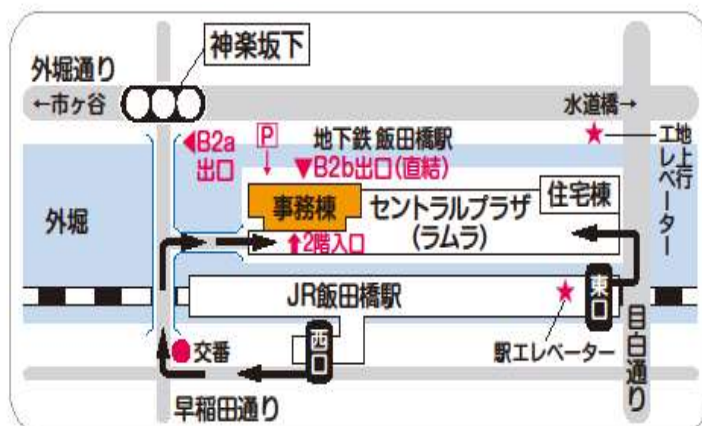 神楽坂下
外堀通り
←市ヶ谷
水道橋→
◀B2a
出口
P
地下鉄 飯田橋駅
▼B2b出口(直結)
★
地上行
エレベーター
事務棟
セントラルプラザ
(ラムラ)
住宅棟
外堀
⬆2階入口
JR飯田橋駅
★
東口
駅エレベーター
目白通り
交番
西口
早稲田通り